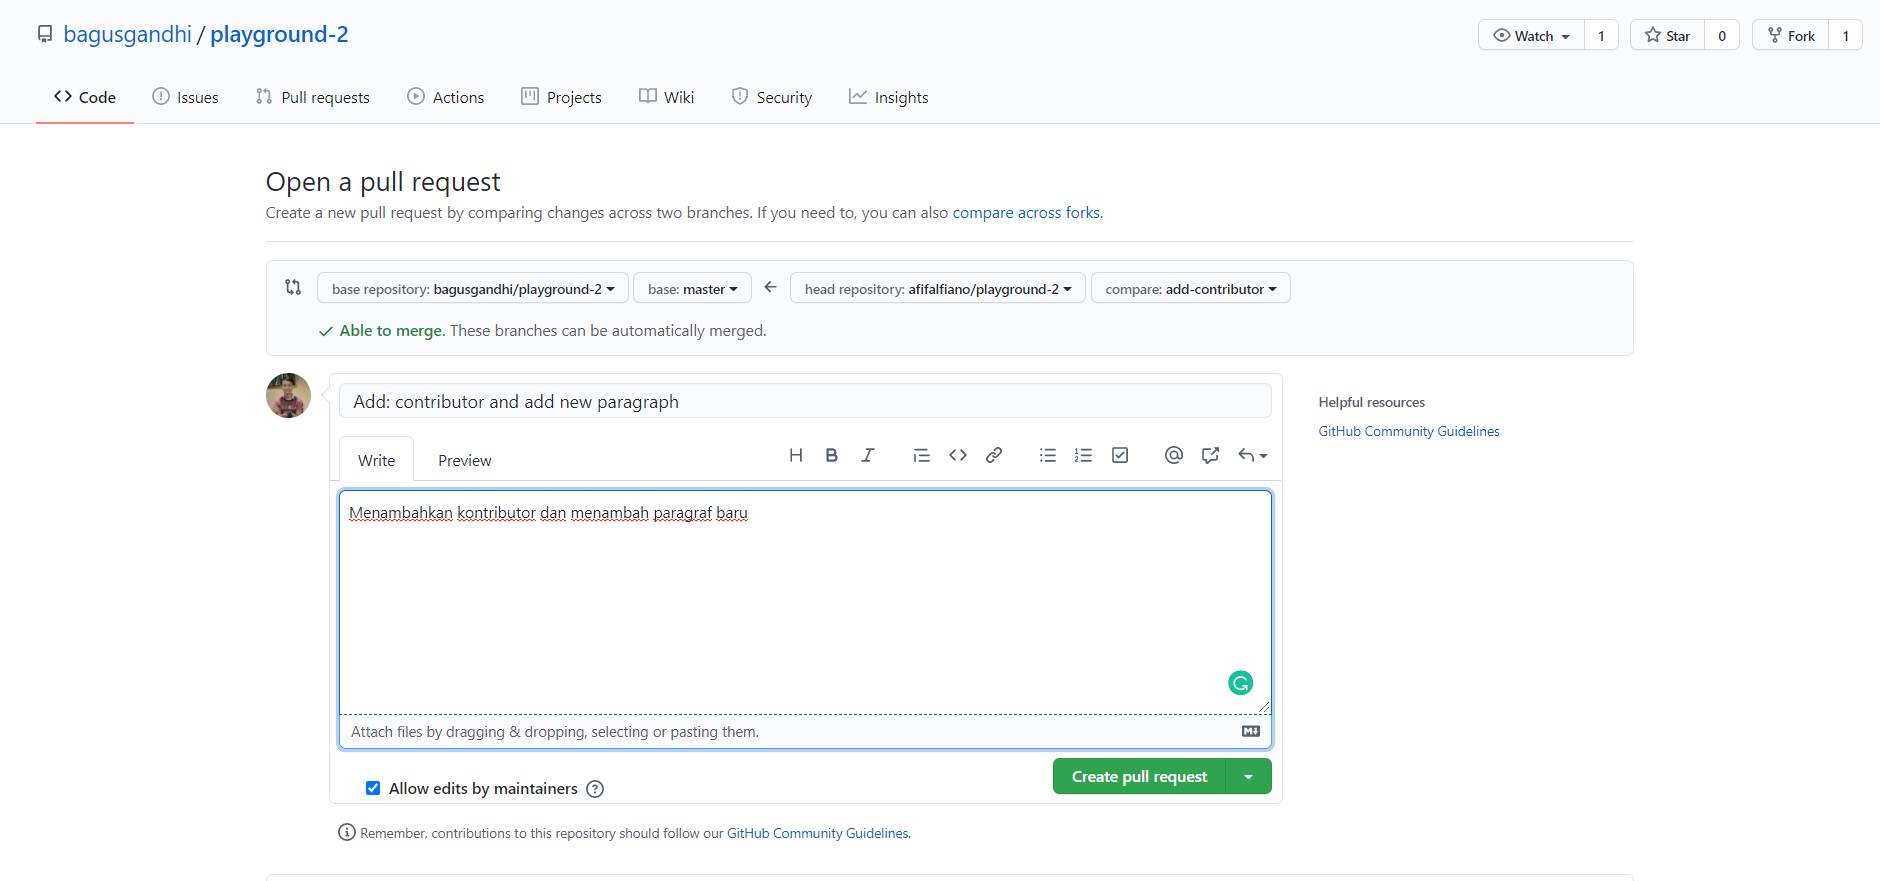 bagusgandhi / playground-2
Watch 1 Star 0 Fork 1
Code Issues Pull requests Actions Projects Wiki Security Insights
Open a pull request
Create a new pull request by comparing changes across two branches. If you need to, you can also compare across forks.
base repository: bagusgandhi/playground-2 base: master ← head repository: afifalfiano/playground-2 compare: add-contributor
Able to merge. These branches can be automatically merged.
Add: contributor and add new paragraph
Helpful resources
GitHub Community Guidelines
Write Preview
Menambahkan kontributor dan menambah paragraf baru
Attach files by dragging & dropping, selecting or pasting them.
Allow edits by maintainers
Create pull request
Remember, contributions to this repository should follow our GitHub Community Guidelines.